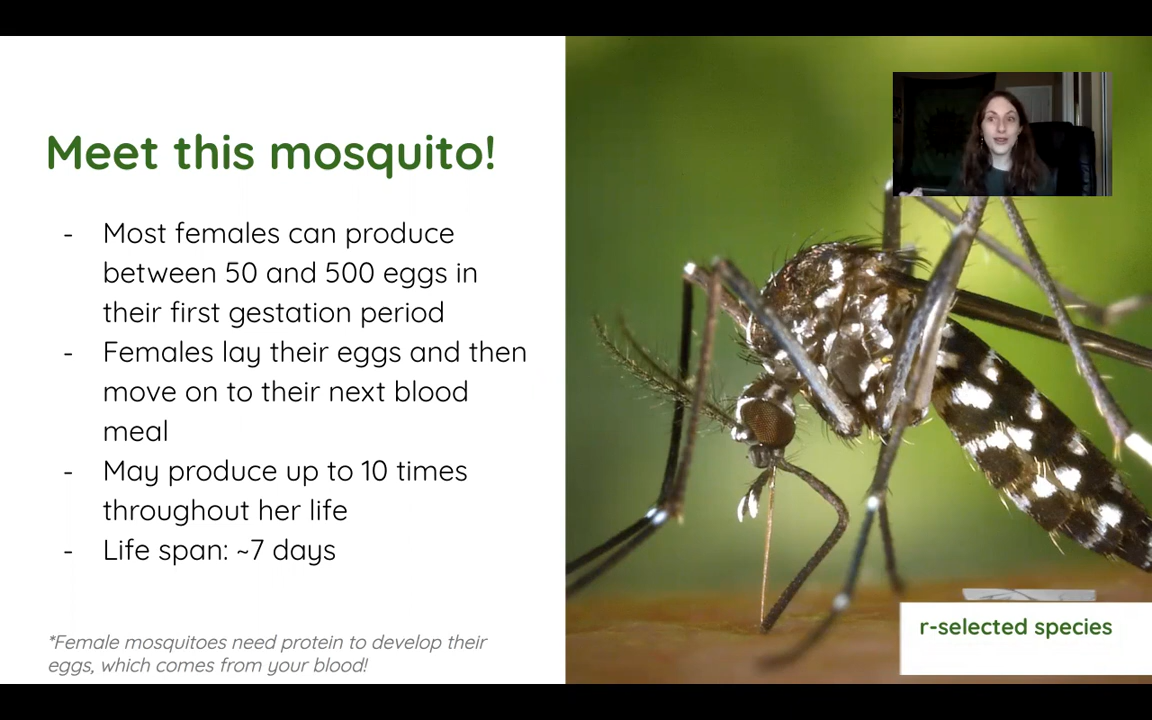 Meet this mosquito!
- Most females can produce
between 50 and 500 eggs in
their first gestation period
- Females lay their eggs and then
move on to their next blood
meal
- May produce up to 10 times
throughout her life
- Life span: ~7 days
*Female mosquitoes need protein to develop their
eggs, which comes from your blood!
r-selected species